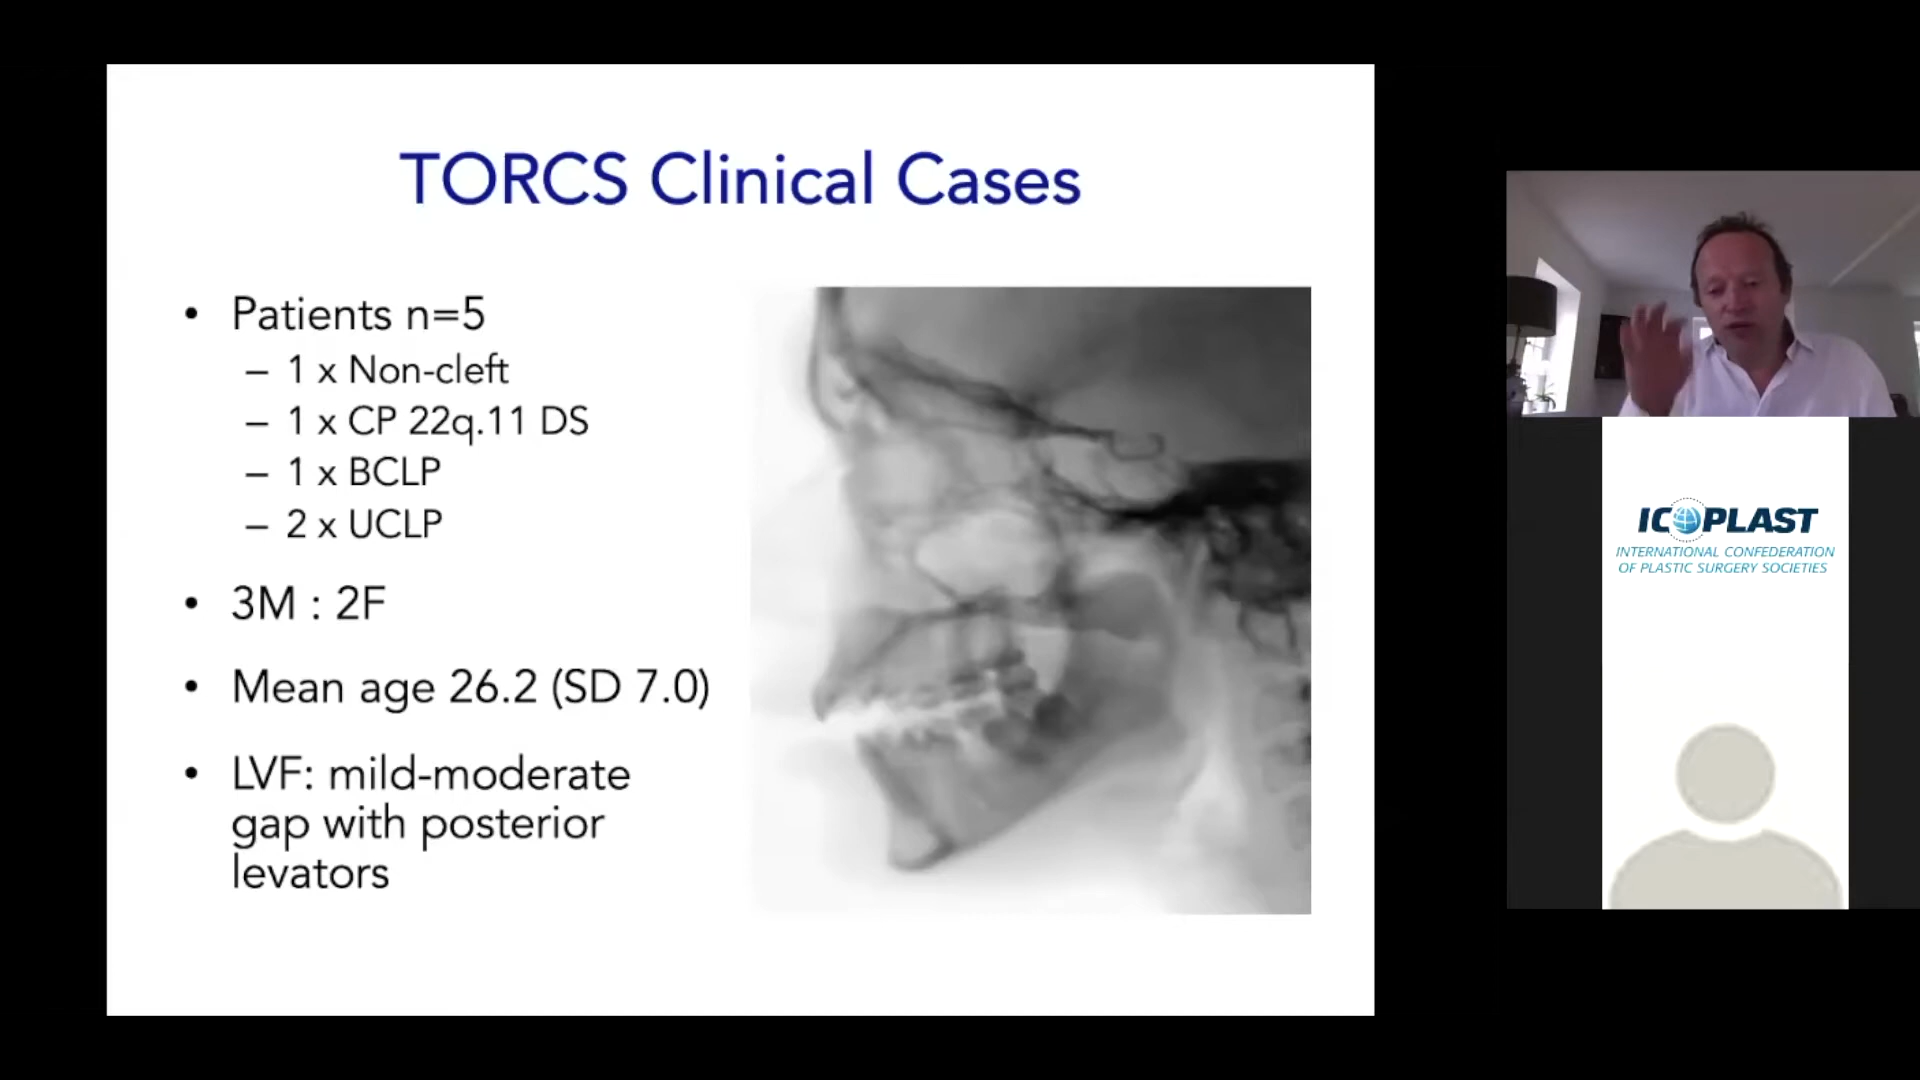 TORCS Clinical Cases
• Patients n=5
– 1 x Non-cleft
– 1 x CP 22q.11 DS
– 1 x BCLP
– 2 x UCLP
• 3M : 2F
• Mean age 26.2 (SD 7.0)
• LVF: mild-moderate
gap with posterior
levators
ICOPLAST
INTERNATIONAL CONFEDERATION
OF PLASTIC SURGERY SOCIETIES